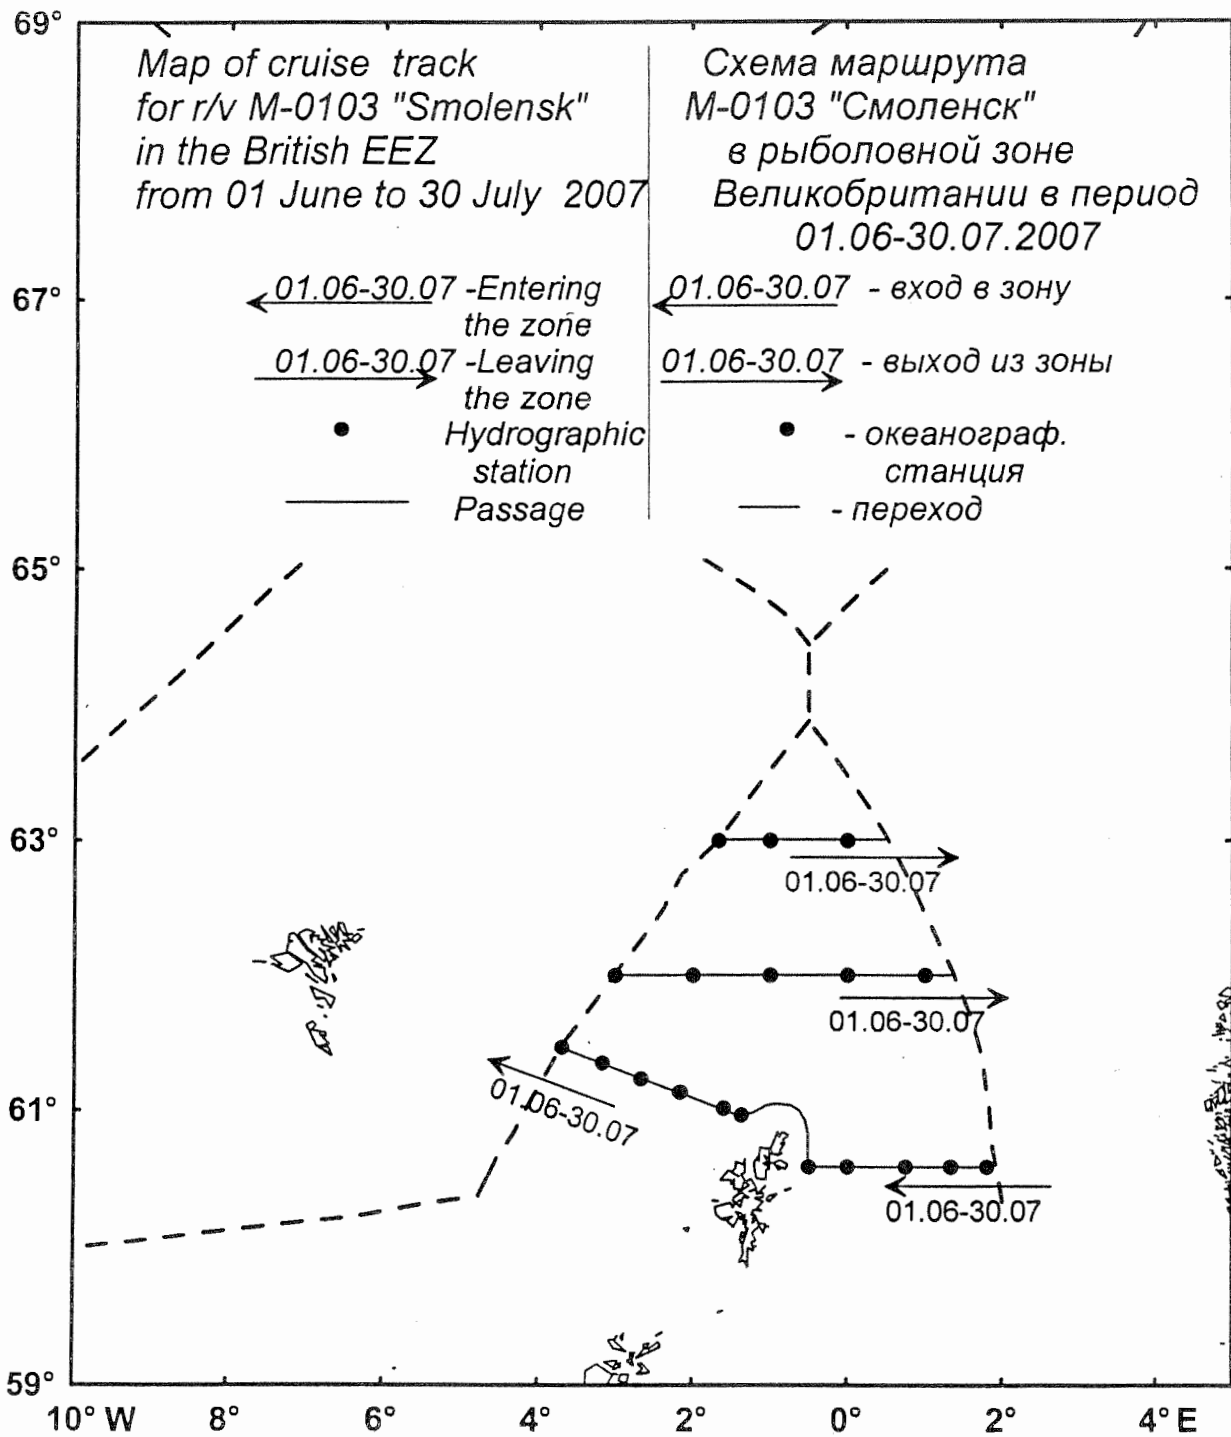 69°
Map of cruise track
for r/v M-0103 "Smolensk"
in the British EEZ
from 01 June to 30 July 2007
Схема маршрута
М-0103 "Смоленск"
в рыболовной зоне
Великобритании в период
01.06-30.07.2007
67°
01.06-30.07 -Entering
the zone
01.06-30.07 -Leaving
the zone
Hydrographic
station
Passage
01.06-30.07 - вход в зону
01.06-30.07 - выход из зоны
- океанограф.
станция
- переход
65°
63°
01.06-30.07
01.06-30.07
61°
01.06-30.07
01.06-30.07
59°
10° W 8° 6° 4° 2° 0° 2° 4° E